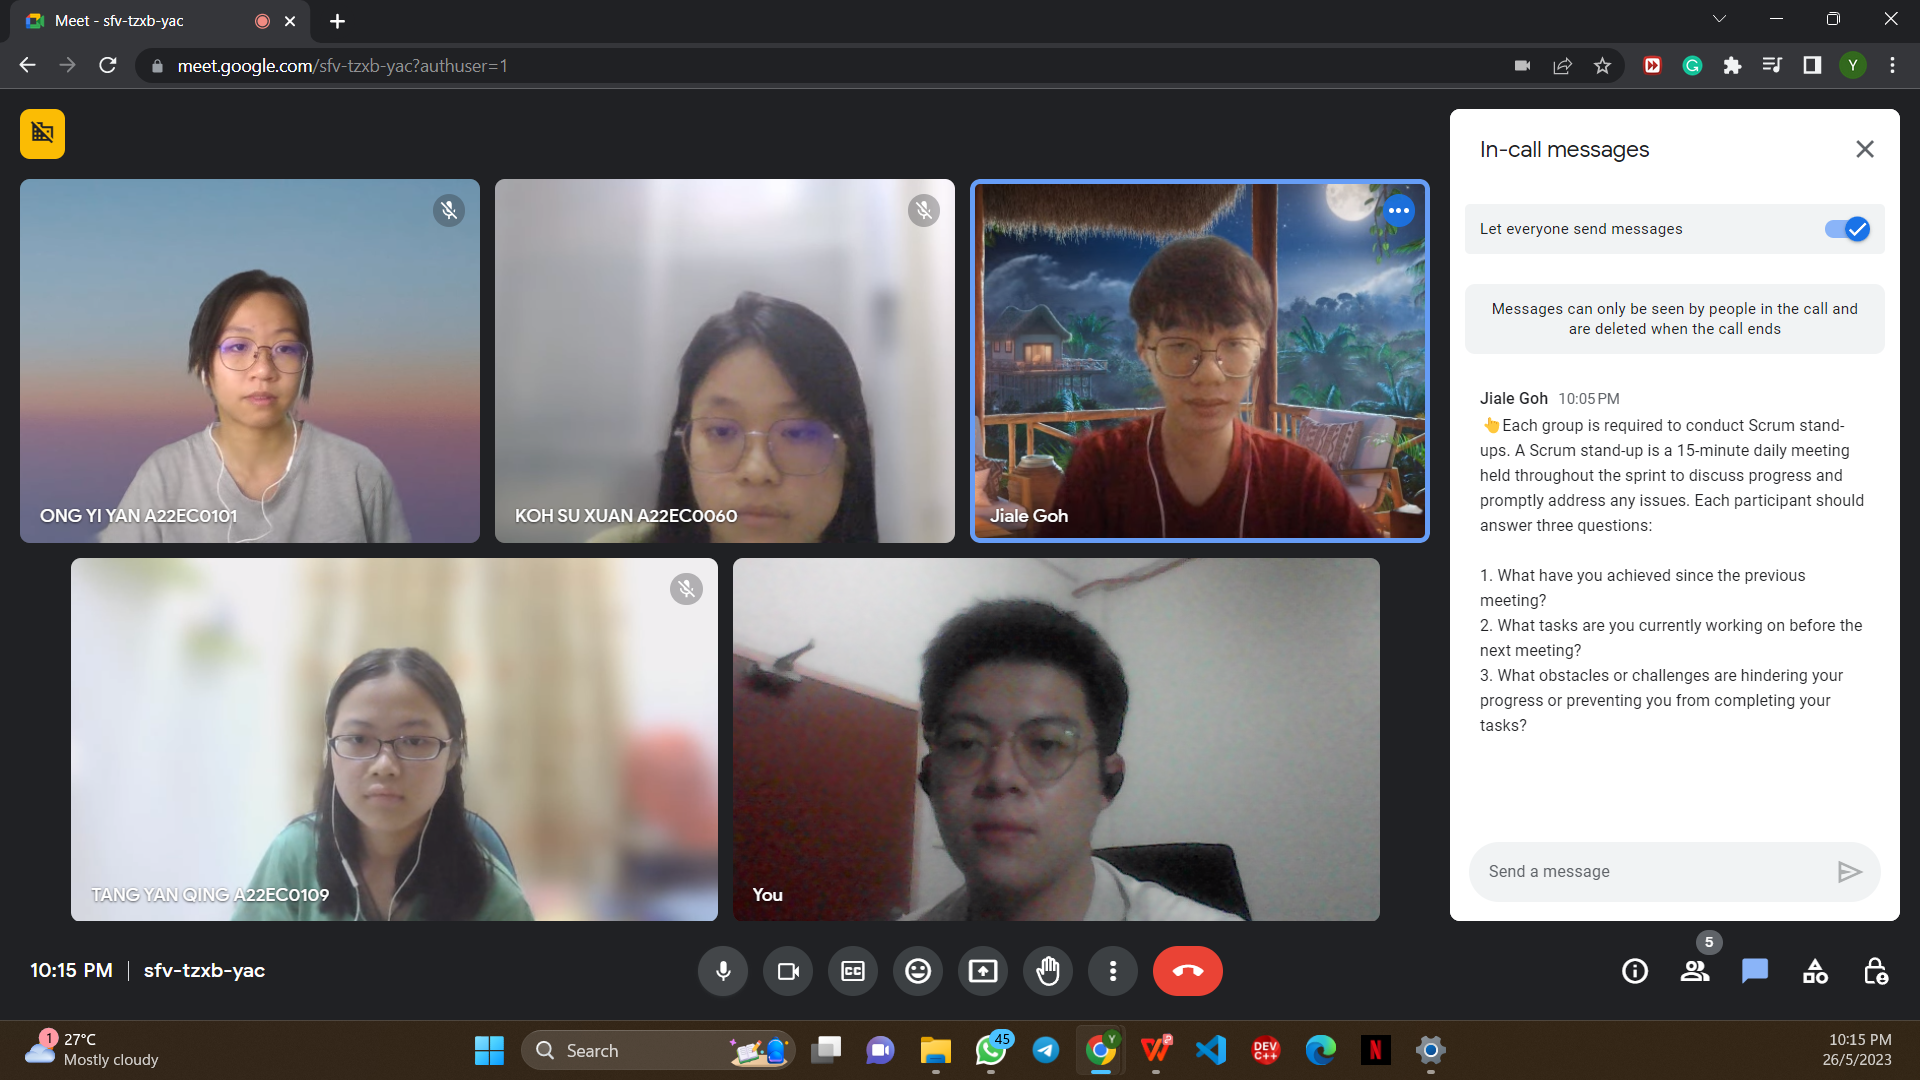 Meet - sfv-tzxb-yac
meet.google.com/sfv-tzxb-yac?authuser=1
Y
In-call messages
Let everyone send messages
Messages can only be seen by people in the call and
are deleted when the call ends
Jiale Goh 10:05 PM
👆Each group is required to conduct Scrum stand-
ups. A Scrum stand-up is a 15-minute daily meeting
held throughout the sprint to discuss progress and
promptly address any issues. Each participant should
answer three questions:
1. What have you achieved since the previous
meeting?
2. What tasks are you currently working on before the
next meeting?
3. What obstacles or challenges are hindering your
progress or preventing you from completing your
tasks?
Send a message
ONG YI YAN A22EC0101
KOH SU XUAN A22EC0060
Jiale Goh
TANG YAN QING A22EC0109
You
10:15 PM | sfv-tzxb-yac
CC
5
1
27°C
Mostly cloudy
Search
45
Y
W
DEV
C++
N
10:15 PM
26/5/2023